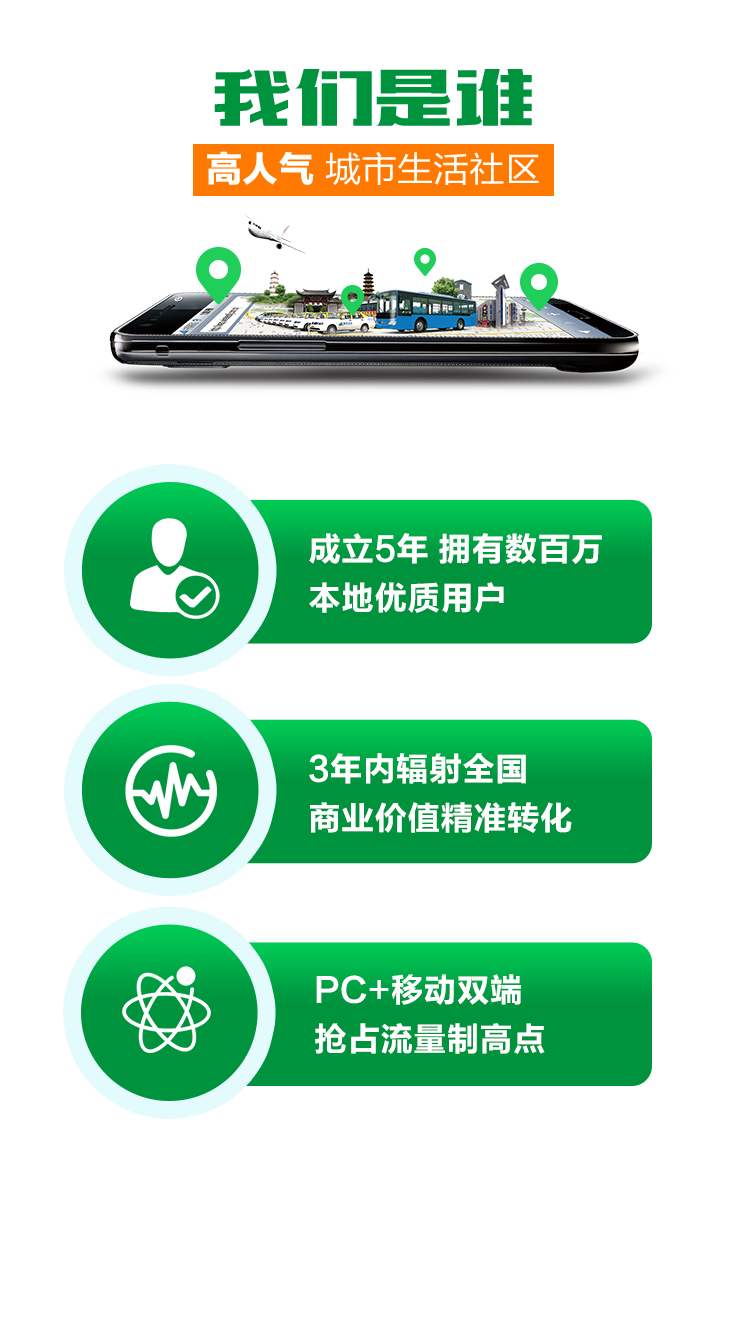 我们是谁
高人气 城市生活社区
成立5年 拥有数百万
本地优质用户
3年内辐射全国
商业价值精准转化
PC+移动双端
抢占流量制高点